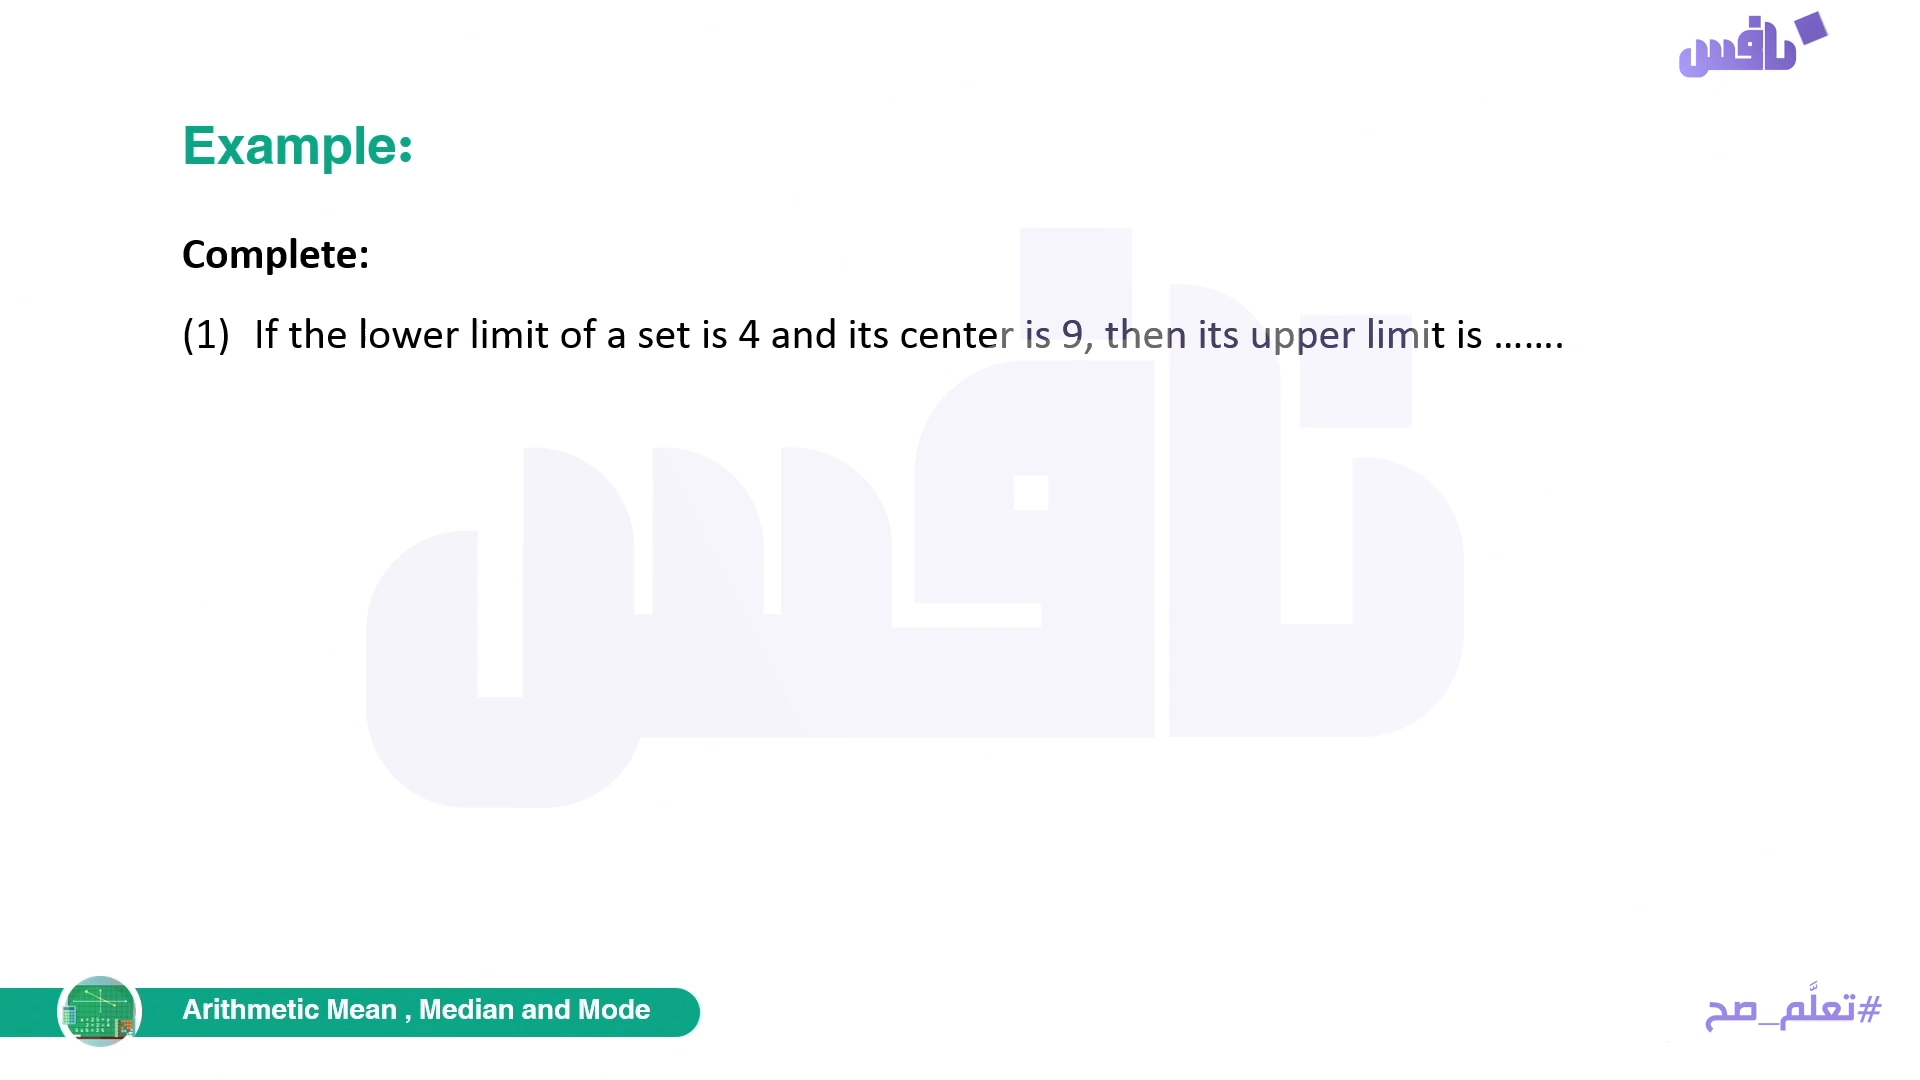 نافس
Example:
Complete:
(1) If the lower limit of a set is 4 and its center is 9, then its upper limit is …….
نافس
Arithmetic Mean , Median and Mode
#تعلَّم_صح